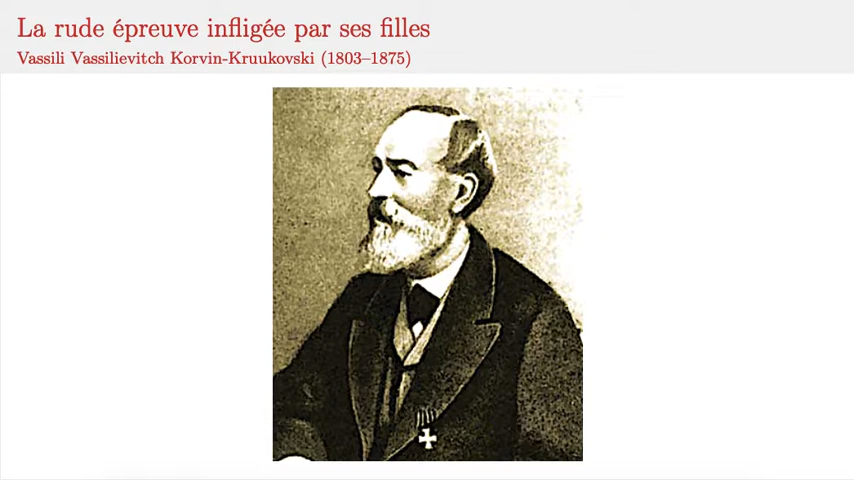 La rude épreuve infligée par ses filles
Vassili Vassilievitch Korvin-Kruukovski (1803–1875)